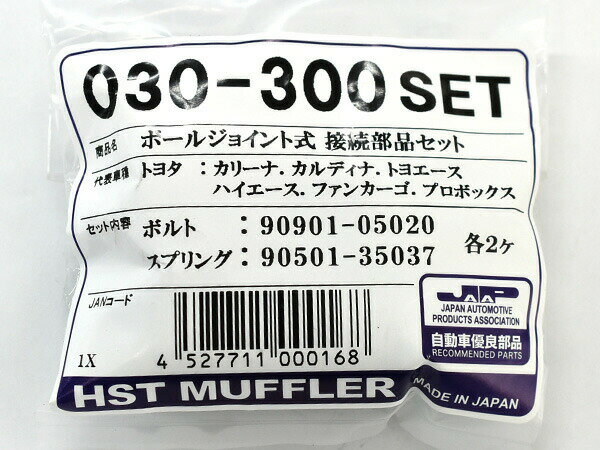 030-300 SET
商品名 ボールジョイント式 接続部品セット
代表車種 トヨタ : カリーナ. カルディナ. トヨエース
ハイエース. ファンカーゴ. プロボックス
セット内容 ボルト : 90901-05020
スプリング : 90501-35037
各2ケ
JANコード
4 527711 000168
1X
JAPA
JAPAN AUTOMOTIVE
PRODUCTS ASSOCIATION
自動車優良部品
RECOMMENDED PARTS
HST MUFFLER
MADE IN JAPAN